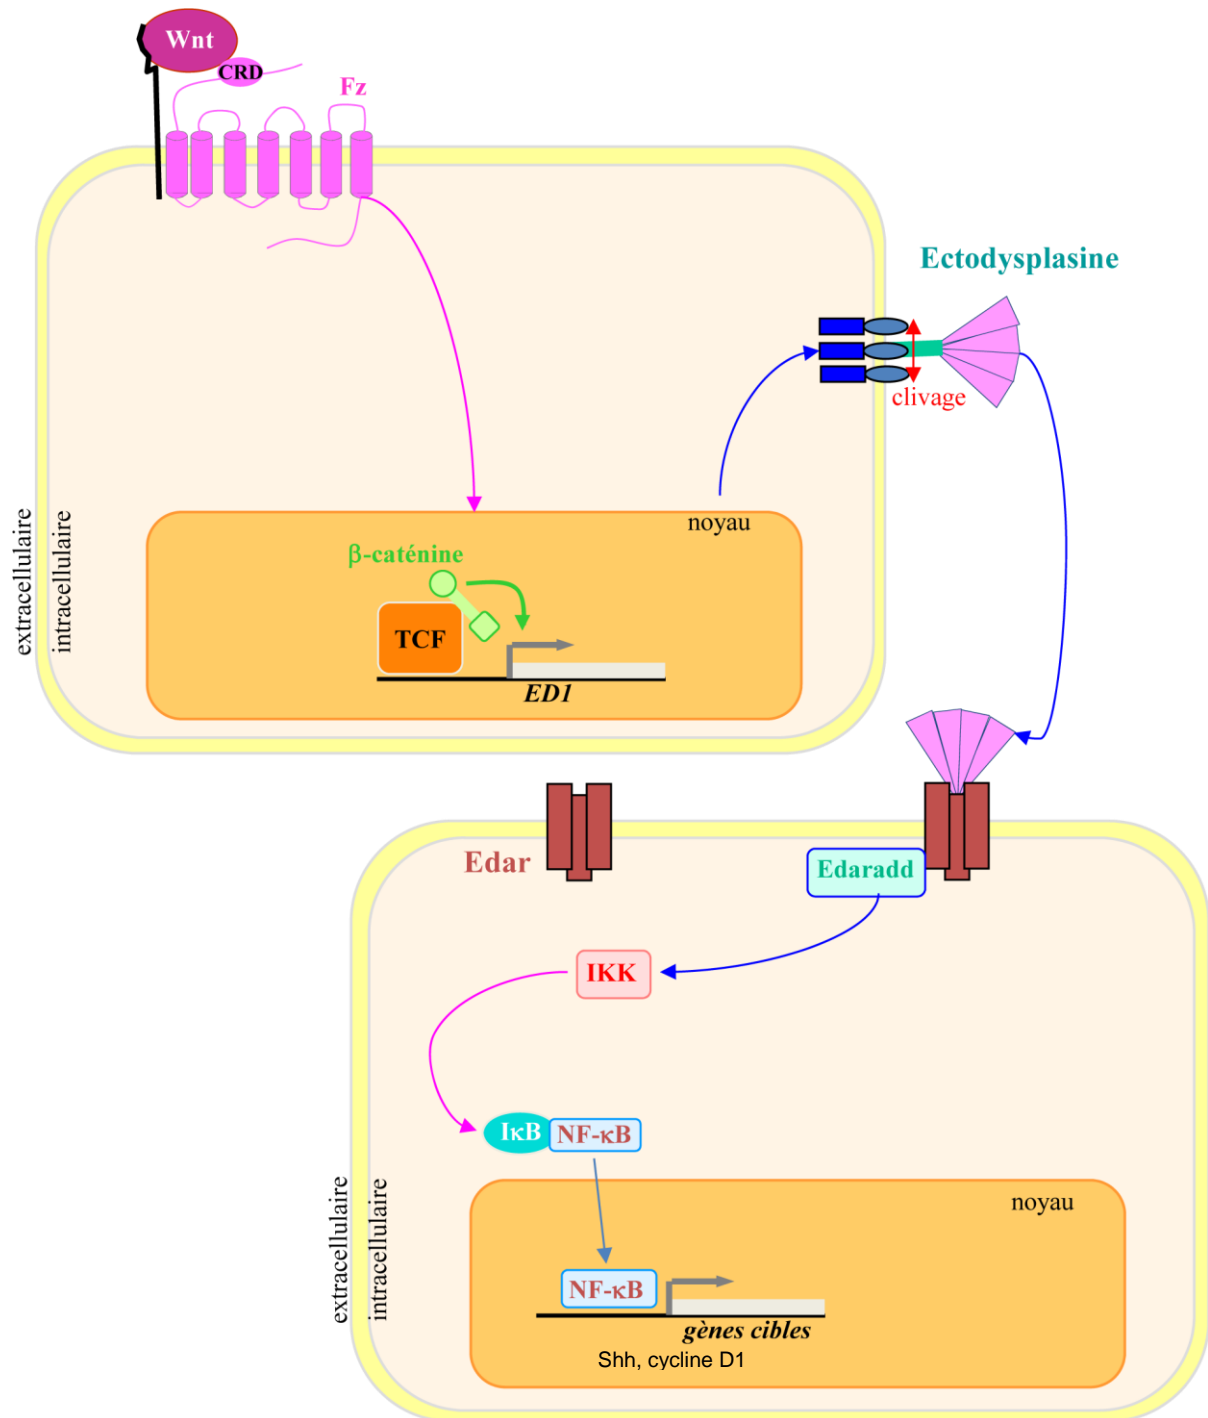 Wnt
CRD
Fz
Ectodysplasine
clivage
extracellulaire
intracellulaire
noyau
β-caténine
TCF
ED1
Edar
Edaradd
IKK
IκB
NF-κB
extracellulaire
intracellulaire
noyau
NF-κB
gènes cibles
Shh, cycline D1